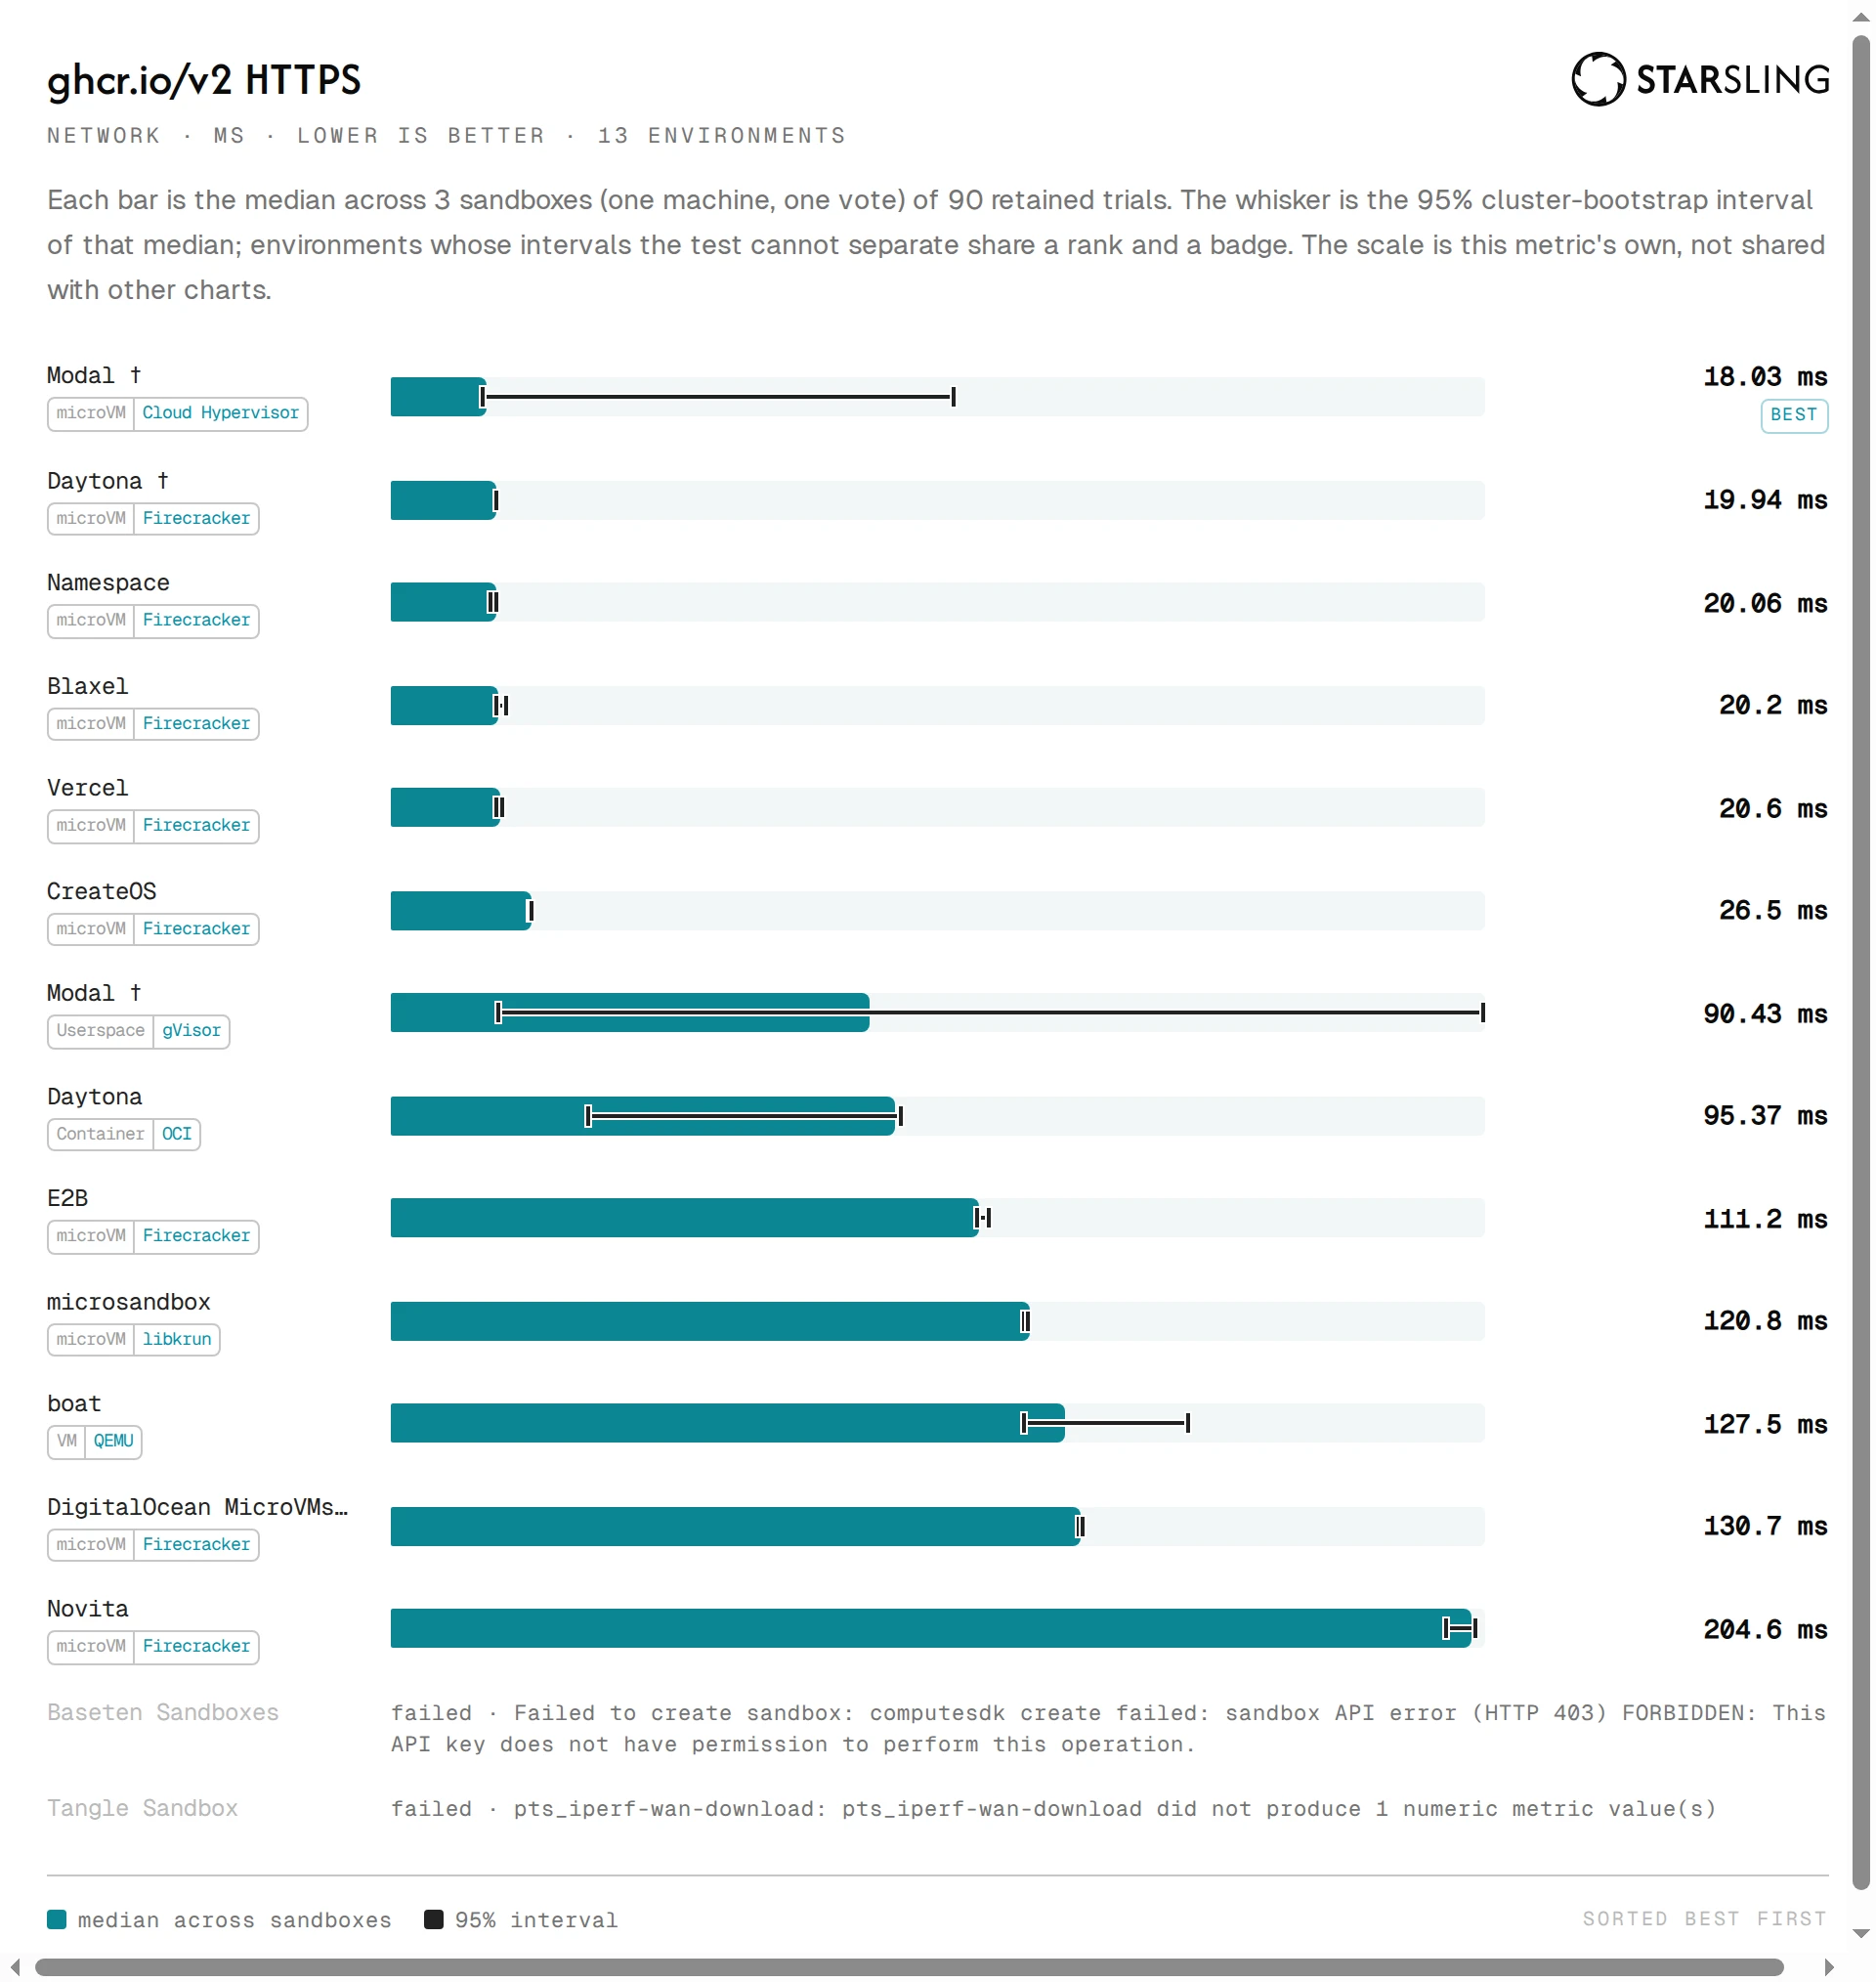 ghcr.io/v2 HTTPS
STARSLING
NETWORK · MS · LOWER IS BETTER · 13 ENVIRONMENTS
Each bar is the median across 3 sandboxes (one machine, one vote) of 90 retained trials. The whisker is the 95% cluster-bootstrap interval
of that median; environments whose intervals the test cannot separate share a rank and a badge. The scale is this metric's own, not shared
with other charts.
Modal †
microVM Cloud Hypervisor
18.03 ms
BEST
Daytona †
microVM Firecracker
19.94 ms
Namespace
microVM Firecracker
20.06 ms
Blaxel
microVM Firecracker
20.2 ms
Vercel
microVM Firecracker
20.6 ms
CreateOS
microVM Firecracker
26.5 ms
Modal †
Userspace gVisor
90.43 ms
Daytona
Container OCI
95.37 ms
E2B
microVM Firecracker
111.2 ms
microsandbox
microVM libkrun
120.8 ms
boat
VM QEMU
127.5 ms
DigitalOcean MicroVMs…
microVM Firecracker
130.7 ms
Novita
microVM Firecracker
204.6 ms
Baseten Sandboxes
failed · Failed to create sandbox: computesdk create failed: sandbox API error (HTTP 403) FORBIDDEN: This
API key does not have permission to perform this operation.
Tangle Sandbox
failed · pts_iperf-wan-download: pts_iperf-wan-download did not produce 1 numeric metric value(s)
median across sandboxes
95% interval
SORTED BEST FIRST